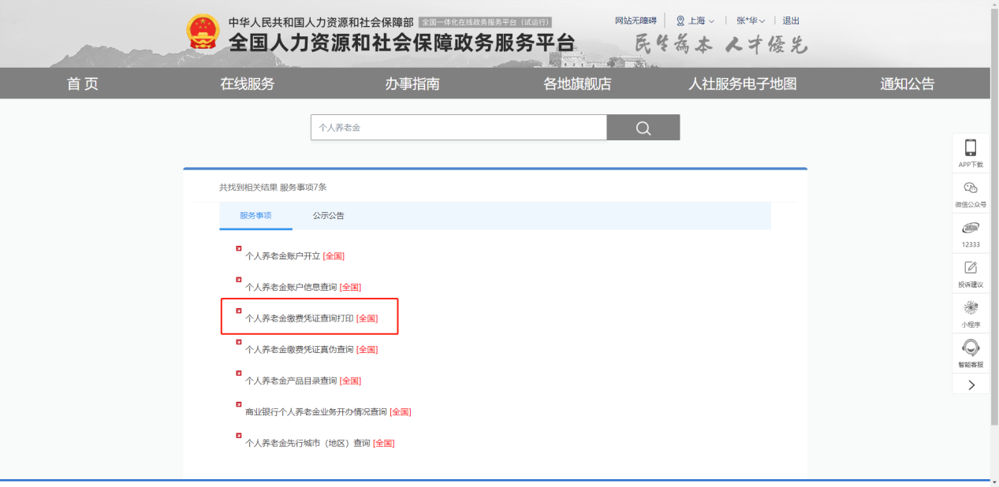 中华人民共和国人力资源和社会保障部 全国一体化在线政务服务平台（试运行）
网站无障碍 上海 张*华 退出
全国人力资源和社会保障政务服务平台
民生为本 人才优先
首页 在线服务 办事指南 各地旗舰店 人社服务电子地图 通知公告
个人养老金
共找到相关结果 服务事项7条
服务事项 公示公告
个人养老金账户开立 [全国]
个人养老金账户信息查询 [全国]
个人养老金缴费凭证查询打印 [全国]
个人养老金缴费凭证真伪查询 [全国]
个人养老金产品目录查询 [全国]
商业银行个人养老金业务开办情况查询 [全国]
个人养老金先行城市（地区）查询 [全国]
APP下载
微信公众号
12333
投诉建议
小程序
智能客服